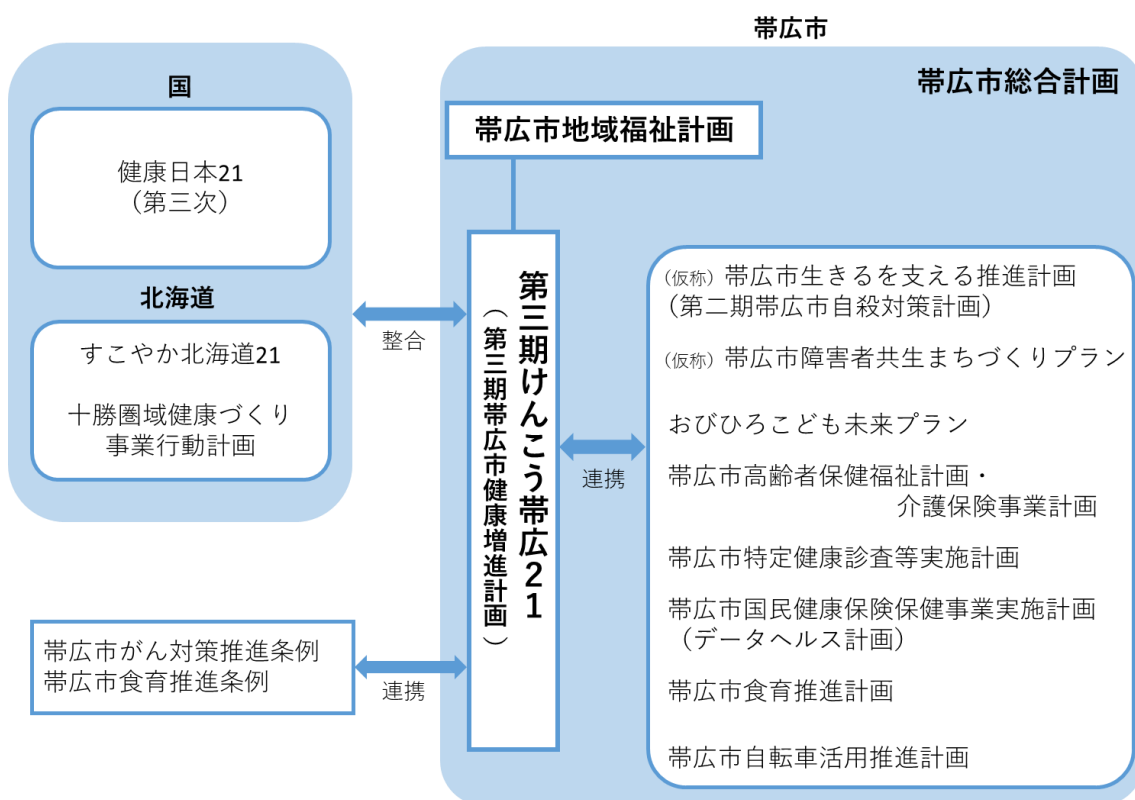 帯広市
帯広市総合計画
国
健康日本21
（第三次）
北海道
すこやか北海道21
十勝圏域健康づくり
事業行動計画
帯広市地域福祉計画
整合
第三期けんこう帯広21
（第三期帯広市健康増進計画）
連携
(仮称) 帯広市生きるを支える推進計画
(第二期帯広市自殺対策計画）
(仮称) 帯広市障害者共生まちづくりプラン
おびひろこども未来プラン
帯広市高齢者保健福祉計画・
介護保険事業計画
帯広市特定健康診査等実施計画
帯広市国民健康保険保健事業実施計画
（データヘルス計画）
帯広市食育推進計画
帯広市自転車活用推進計画
帯広市がん対策推進条例
帯広市食育推進条例
連携